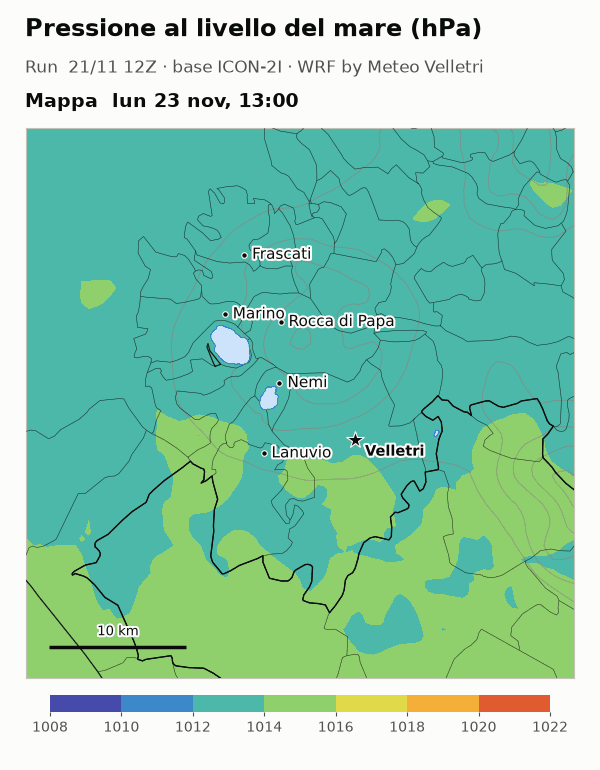 Pressione al livello del mare (hPa)
Run  21/11 12Z · base ICON-2I · WRF by Meteo Velletri
Mappa  lun 23 nov, 13:00
Frascati
Marino
Rocca di Papa
Nemi
Velletri
Lanuvio
10 km
1008 1010 1012 1014 1016 1018 1020 1022